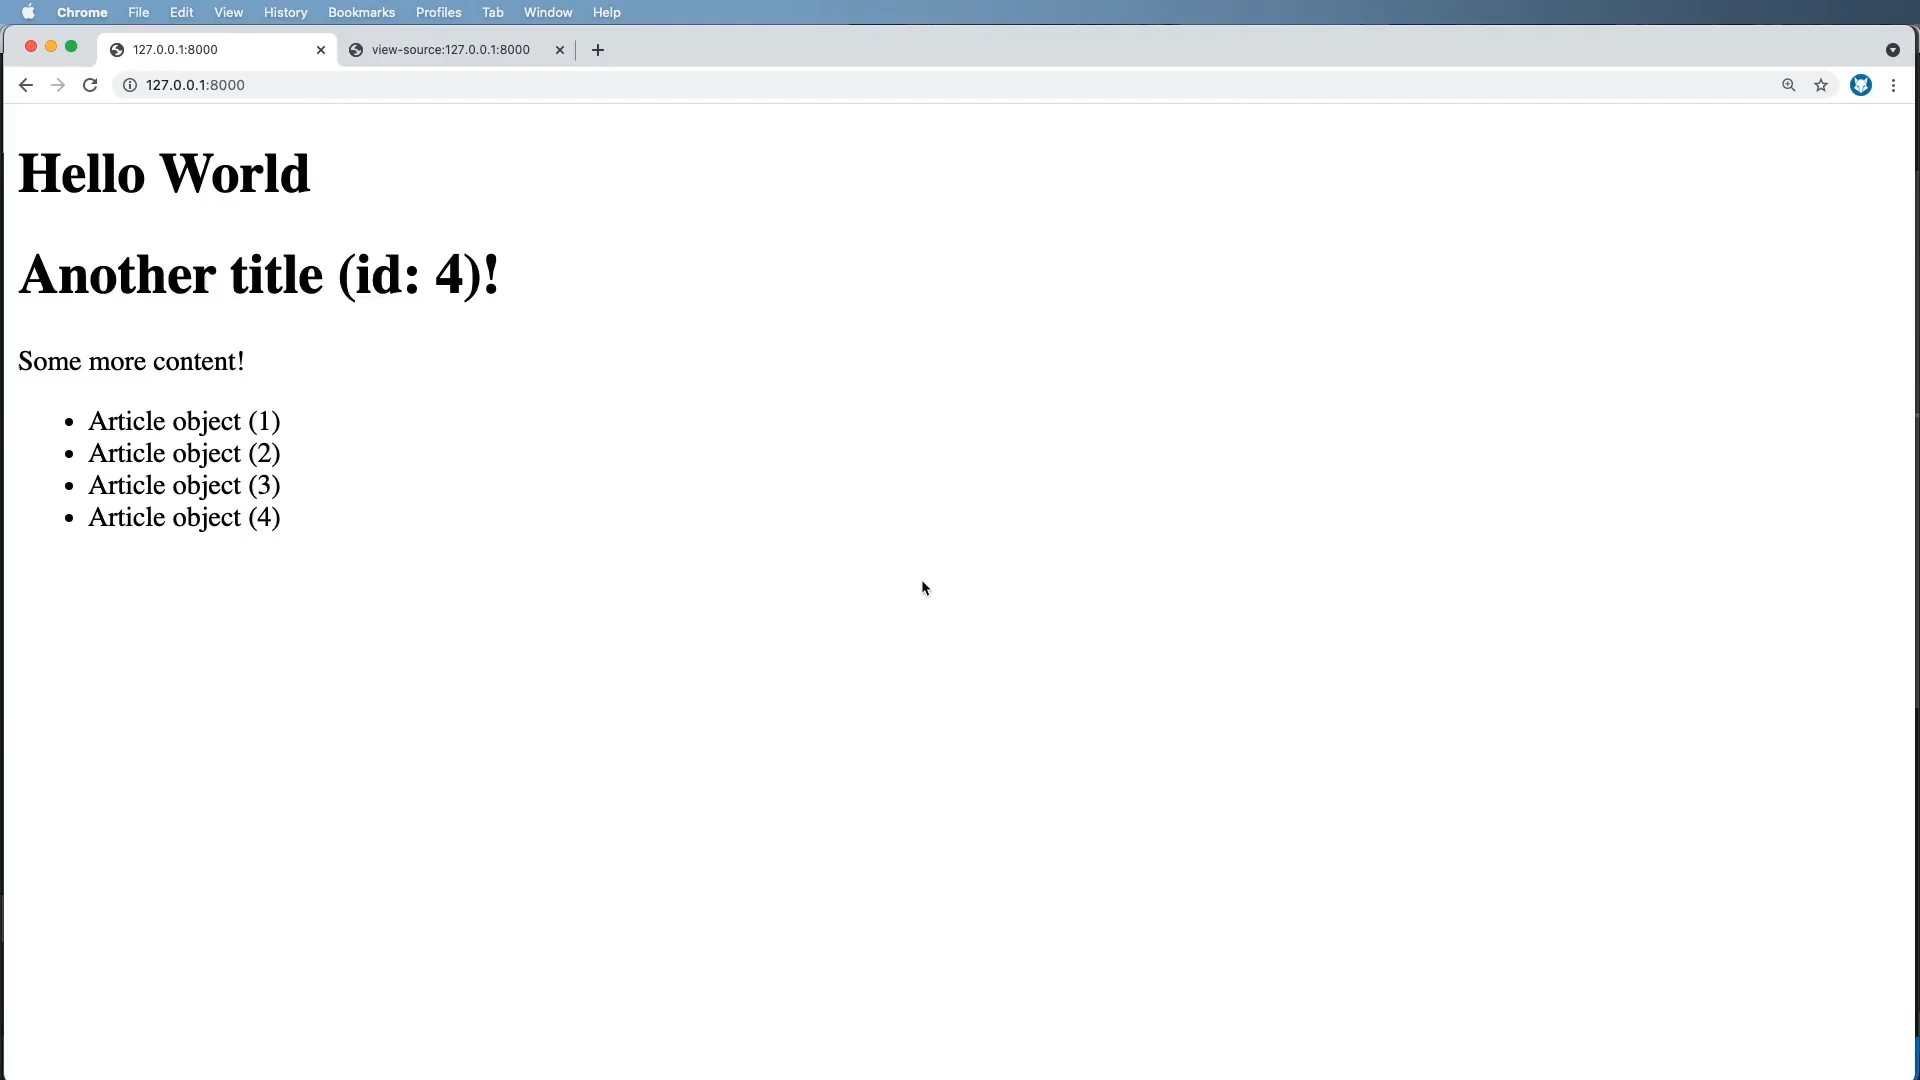 Chrome File Edit View History Bookmarks Profiles Tab Window Help
127.0.0.1:8000 view-source:127.0.0.1:8000
127.0.0.1:8000
Hello World
Another title (id: 4)!
Some more content!
• Article object (1)
• Article object (2)
• Article object (3)
• Article object (4)